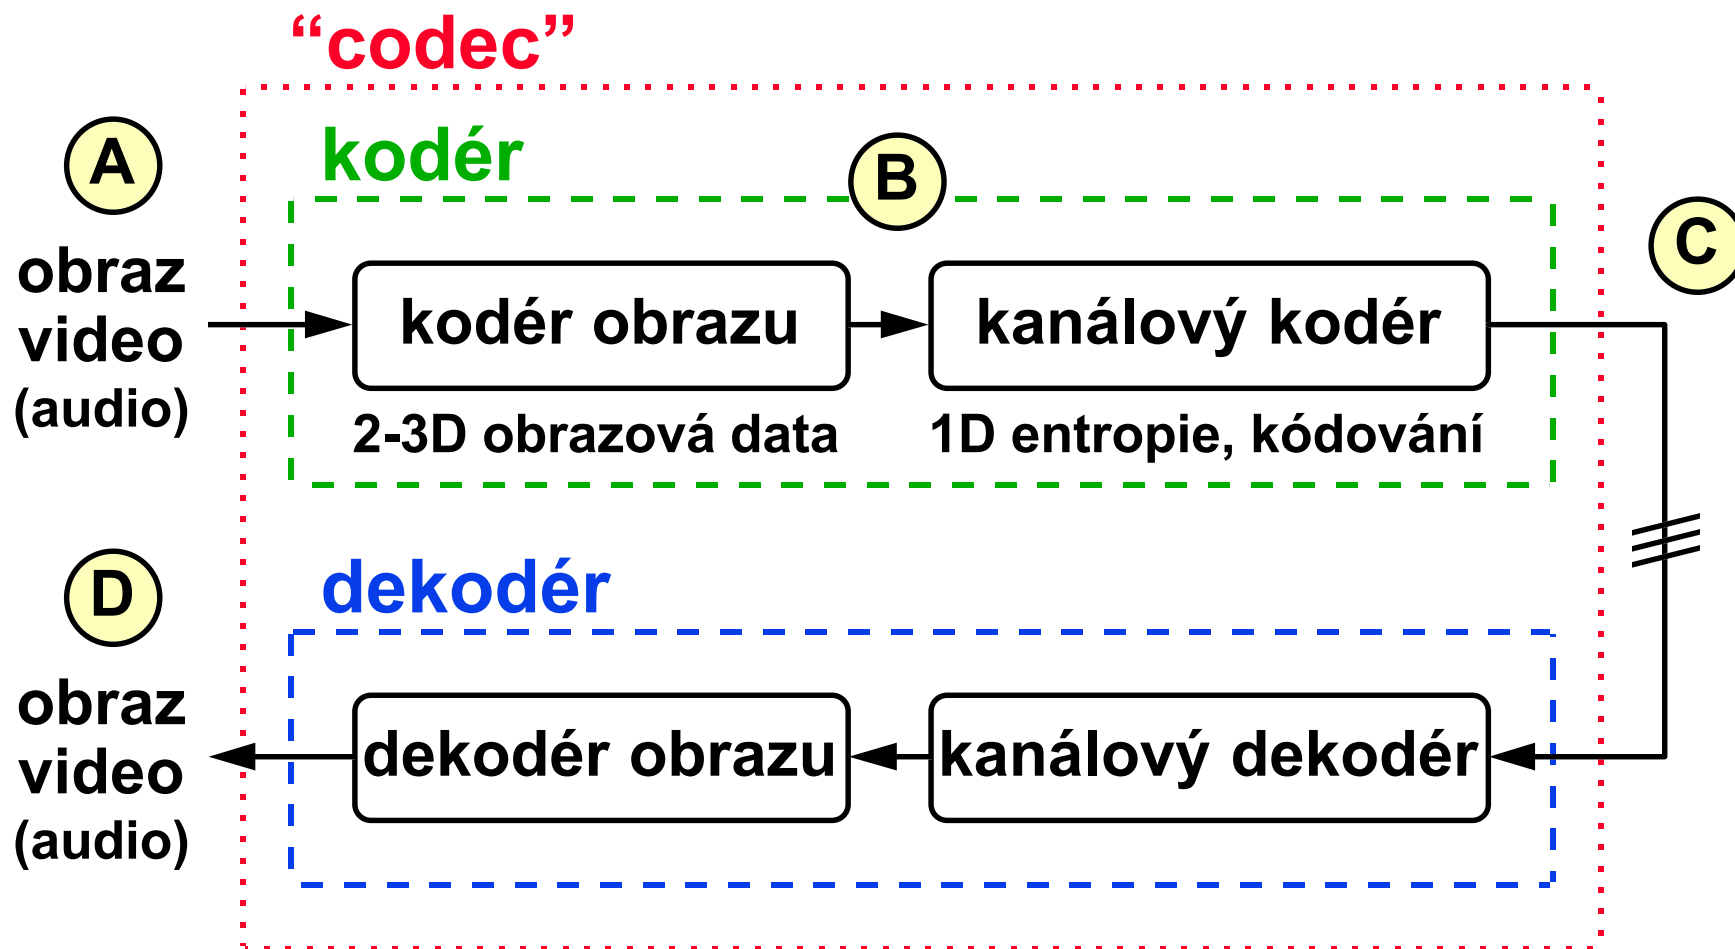 “codec”
A
kodér
B
C
obraz
video
(audio)
kodér obrazu
kanálový kodér
2-3D obrazová data
1D entropie, kódování
D
dekodér
obraz
video
(audio)
dekodér obrazu
kanálový dekodér